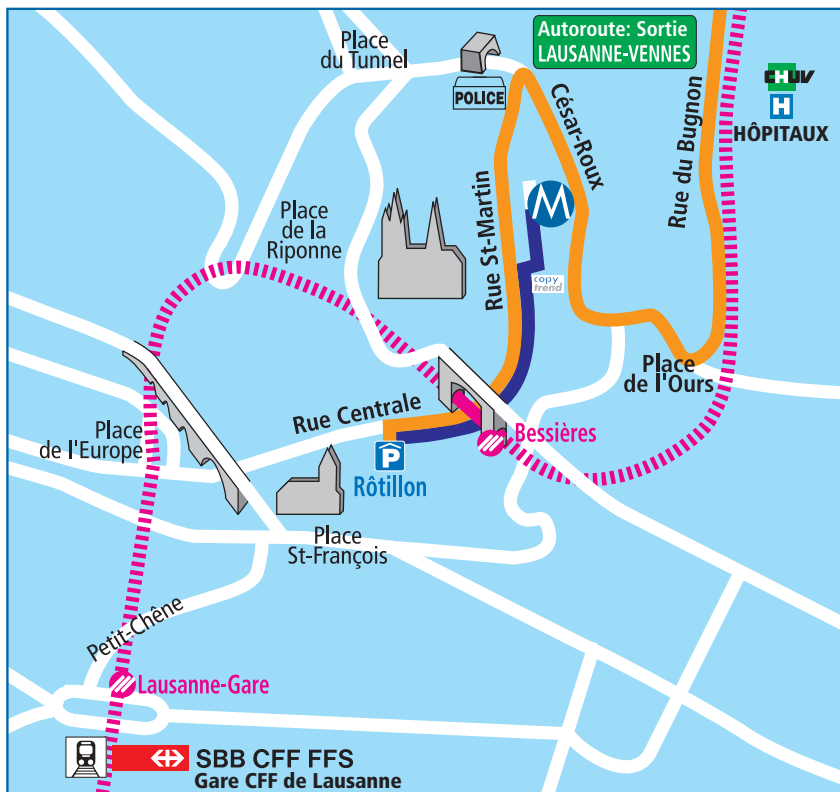 Autoroute: Sortie
LAUSANNE-VENNES
Place
du Tunnel
POLICE
César-Roux
Rue du Bugnon
CHUV
H
HÔPITAUX
Place
de la
Riponne
Rue St-Martin
M
copy
trend
Place
de l'Ours
Rue Centrale
Place
de l'Europe
Bessières
P
Rôtillon
Place
St-François
Petit-Chêne
Lausanne-Gare
SBB CFF FFS
Gare CFF de Lausanne